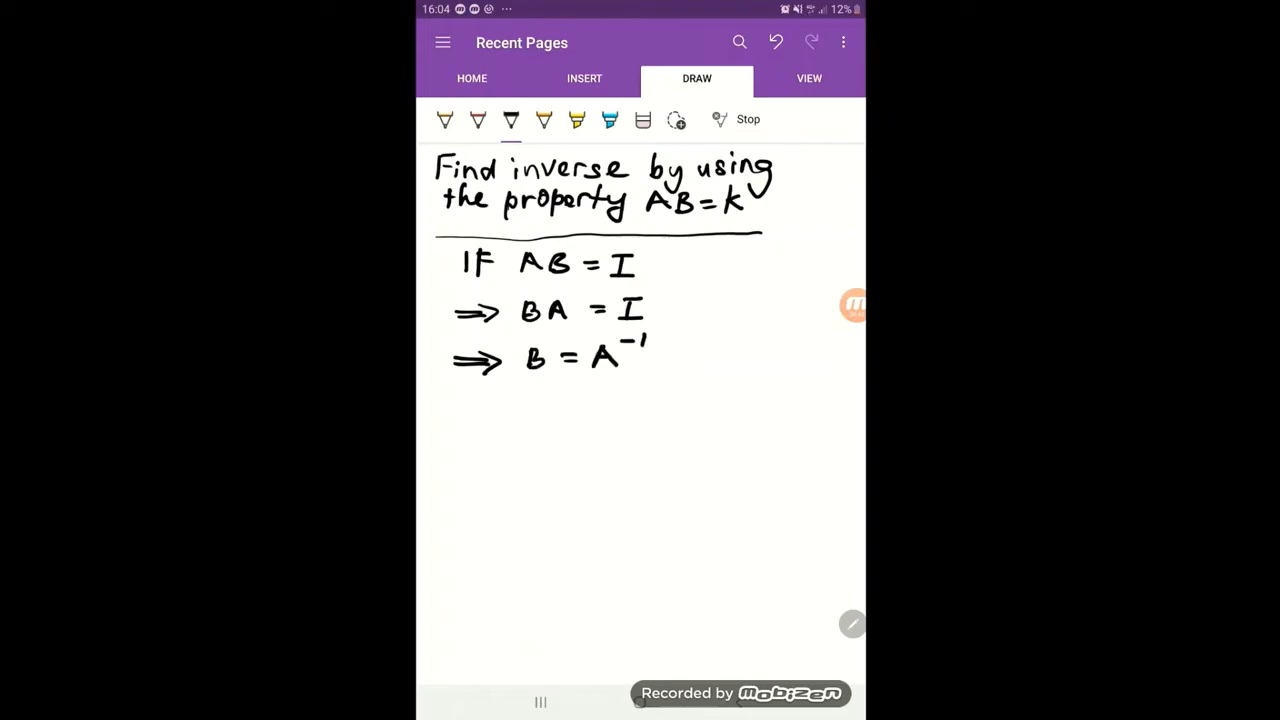 16:04 ··· 12%
Recent Pages
HOME INSERT DRAW VIEW
Stop
Find inverse by using
the property AB = k
IF AB = I
⇒ BA = I
⇒ B = A⁻¹
Recorded by mobizen